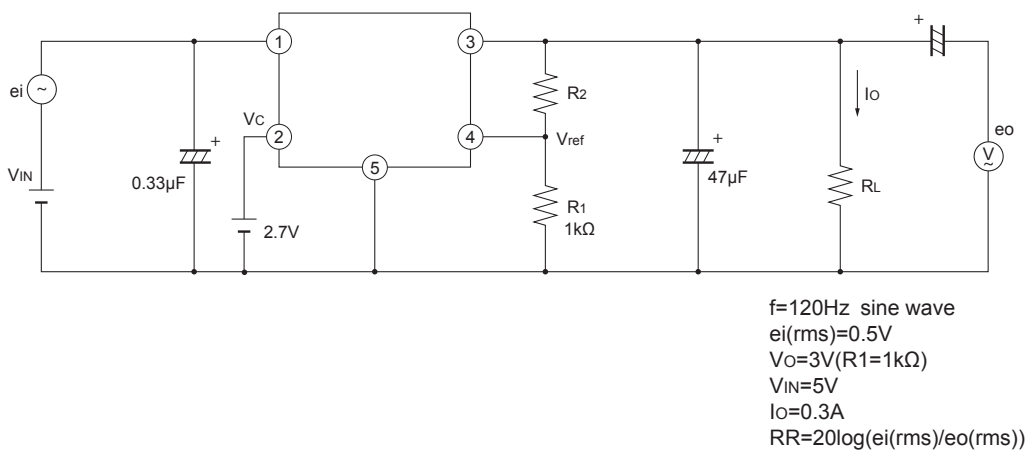 +
1
3
ei
~
R2
IO
eo
VC
+
2
4
Vref
+
V
~
5
VIN
0.33μF
47μF
RL
R1
1kΩ
2.7V
f=120Hz sine wave
ei(rms)=0.5V
VO=3V(R1=1kΩ)
VIN=5V
IO=0.3A
RR=20log(ei(rms)/eo(rms))